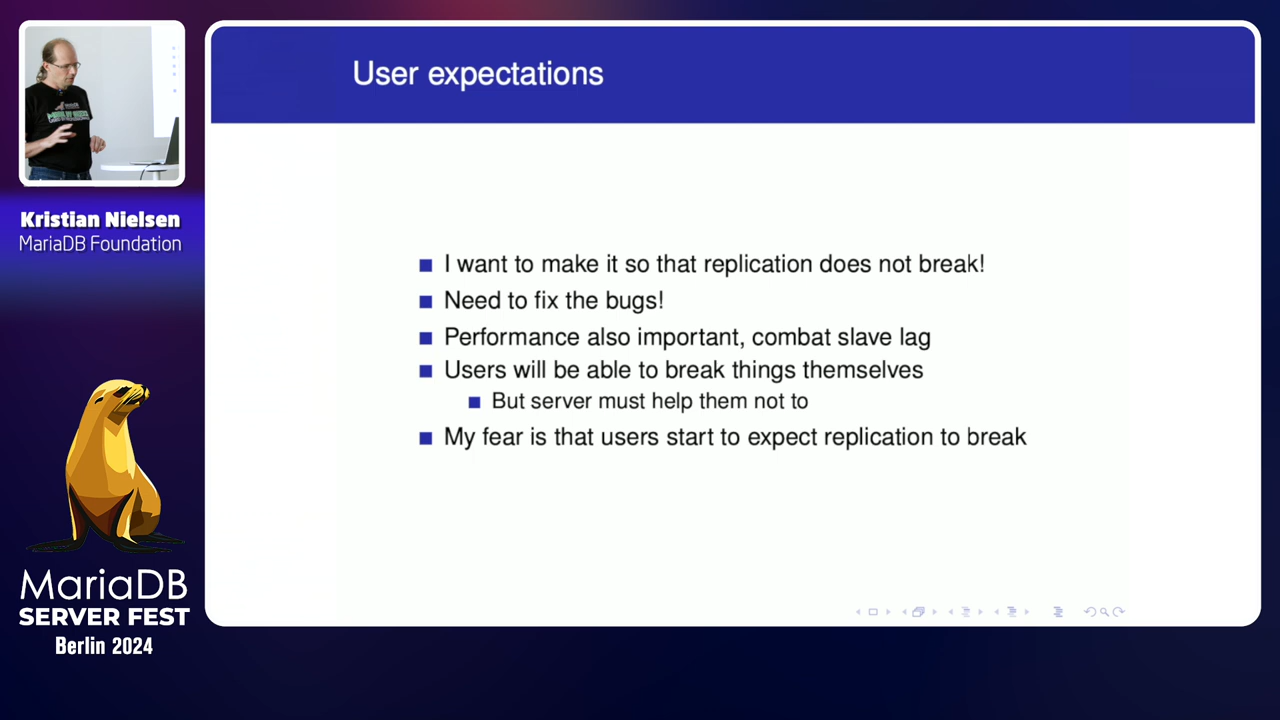 User expectations
I want to make it so that replication does not break!
Need to fix the bugs!
Performance also important, combat slave lag
Users will be able to break things themselves
But server must help them not to
My fear is that users start to expect replication to break
Kristian Nielsen
MariaDB Foundation
MariaDB
SERVER FEST
Berlin 2024